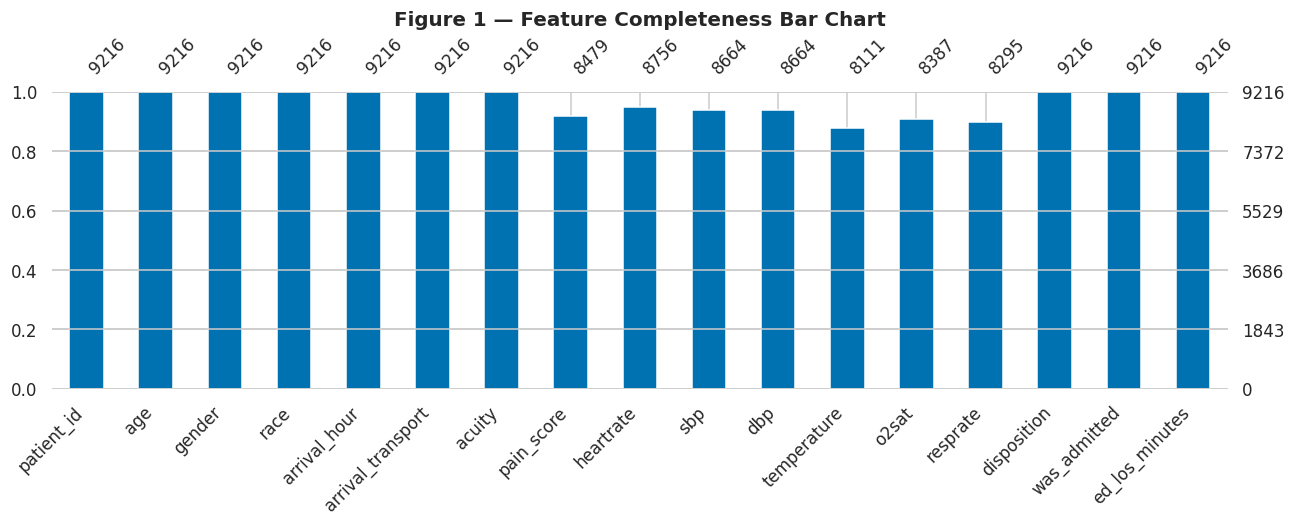 Figure 1 — Feature Completeness Bar Chart
9216 9216 9216 9216 9216 9216 9216 8479 8756 8664 8664 8111 8387 8295 9216 9216 9216
1.0 9216
0.8 7372
0.6 5529
0.4 3686
0.2 1843
0.0 0
patient_id age gender race arrival_hour arrival_transport acuity pain_score heartrate sbp dbp temperature o2sat resprate disposition was_admitted ed_los_minutes